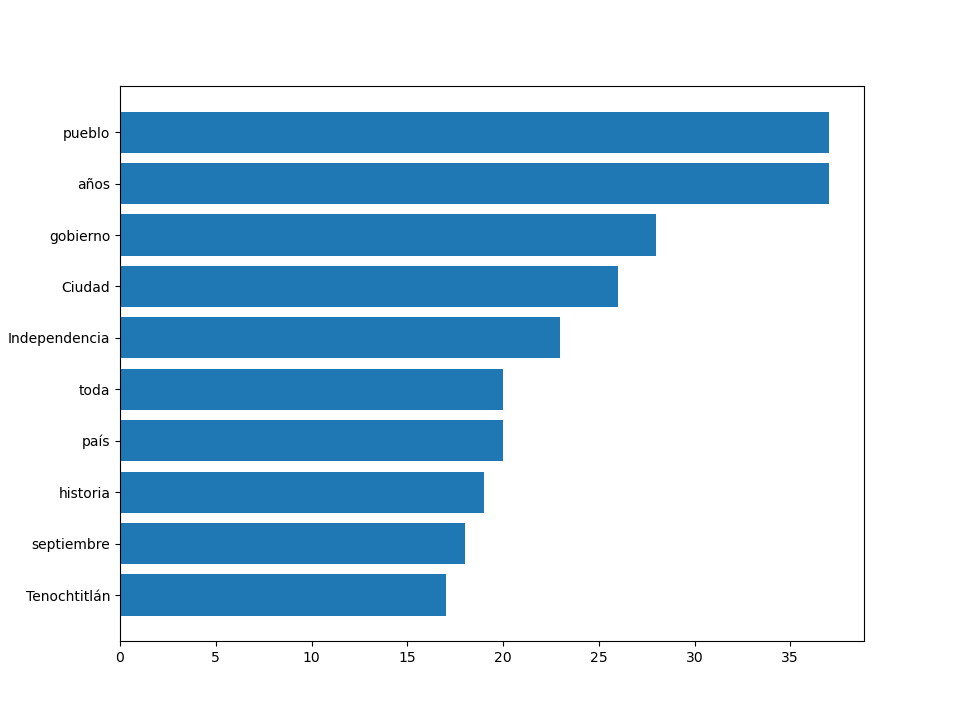 pueblo
años
gobierno
Ciudad
Independencia
toda
país
historia
septiembre
Tenochtitlán
0 5 10 15 20 25 30 35